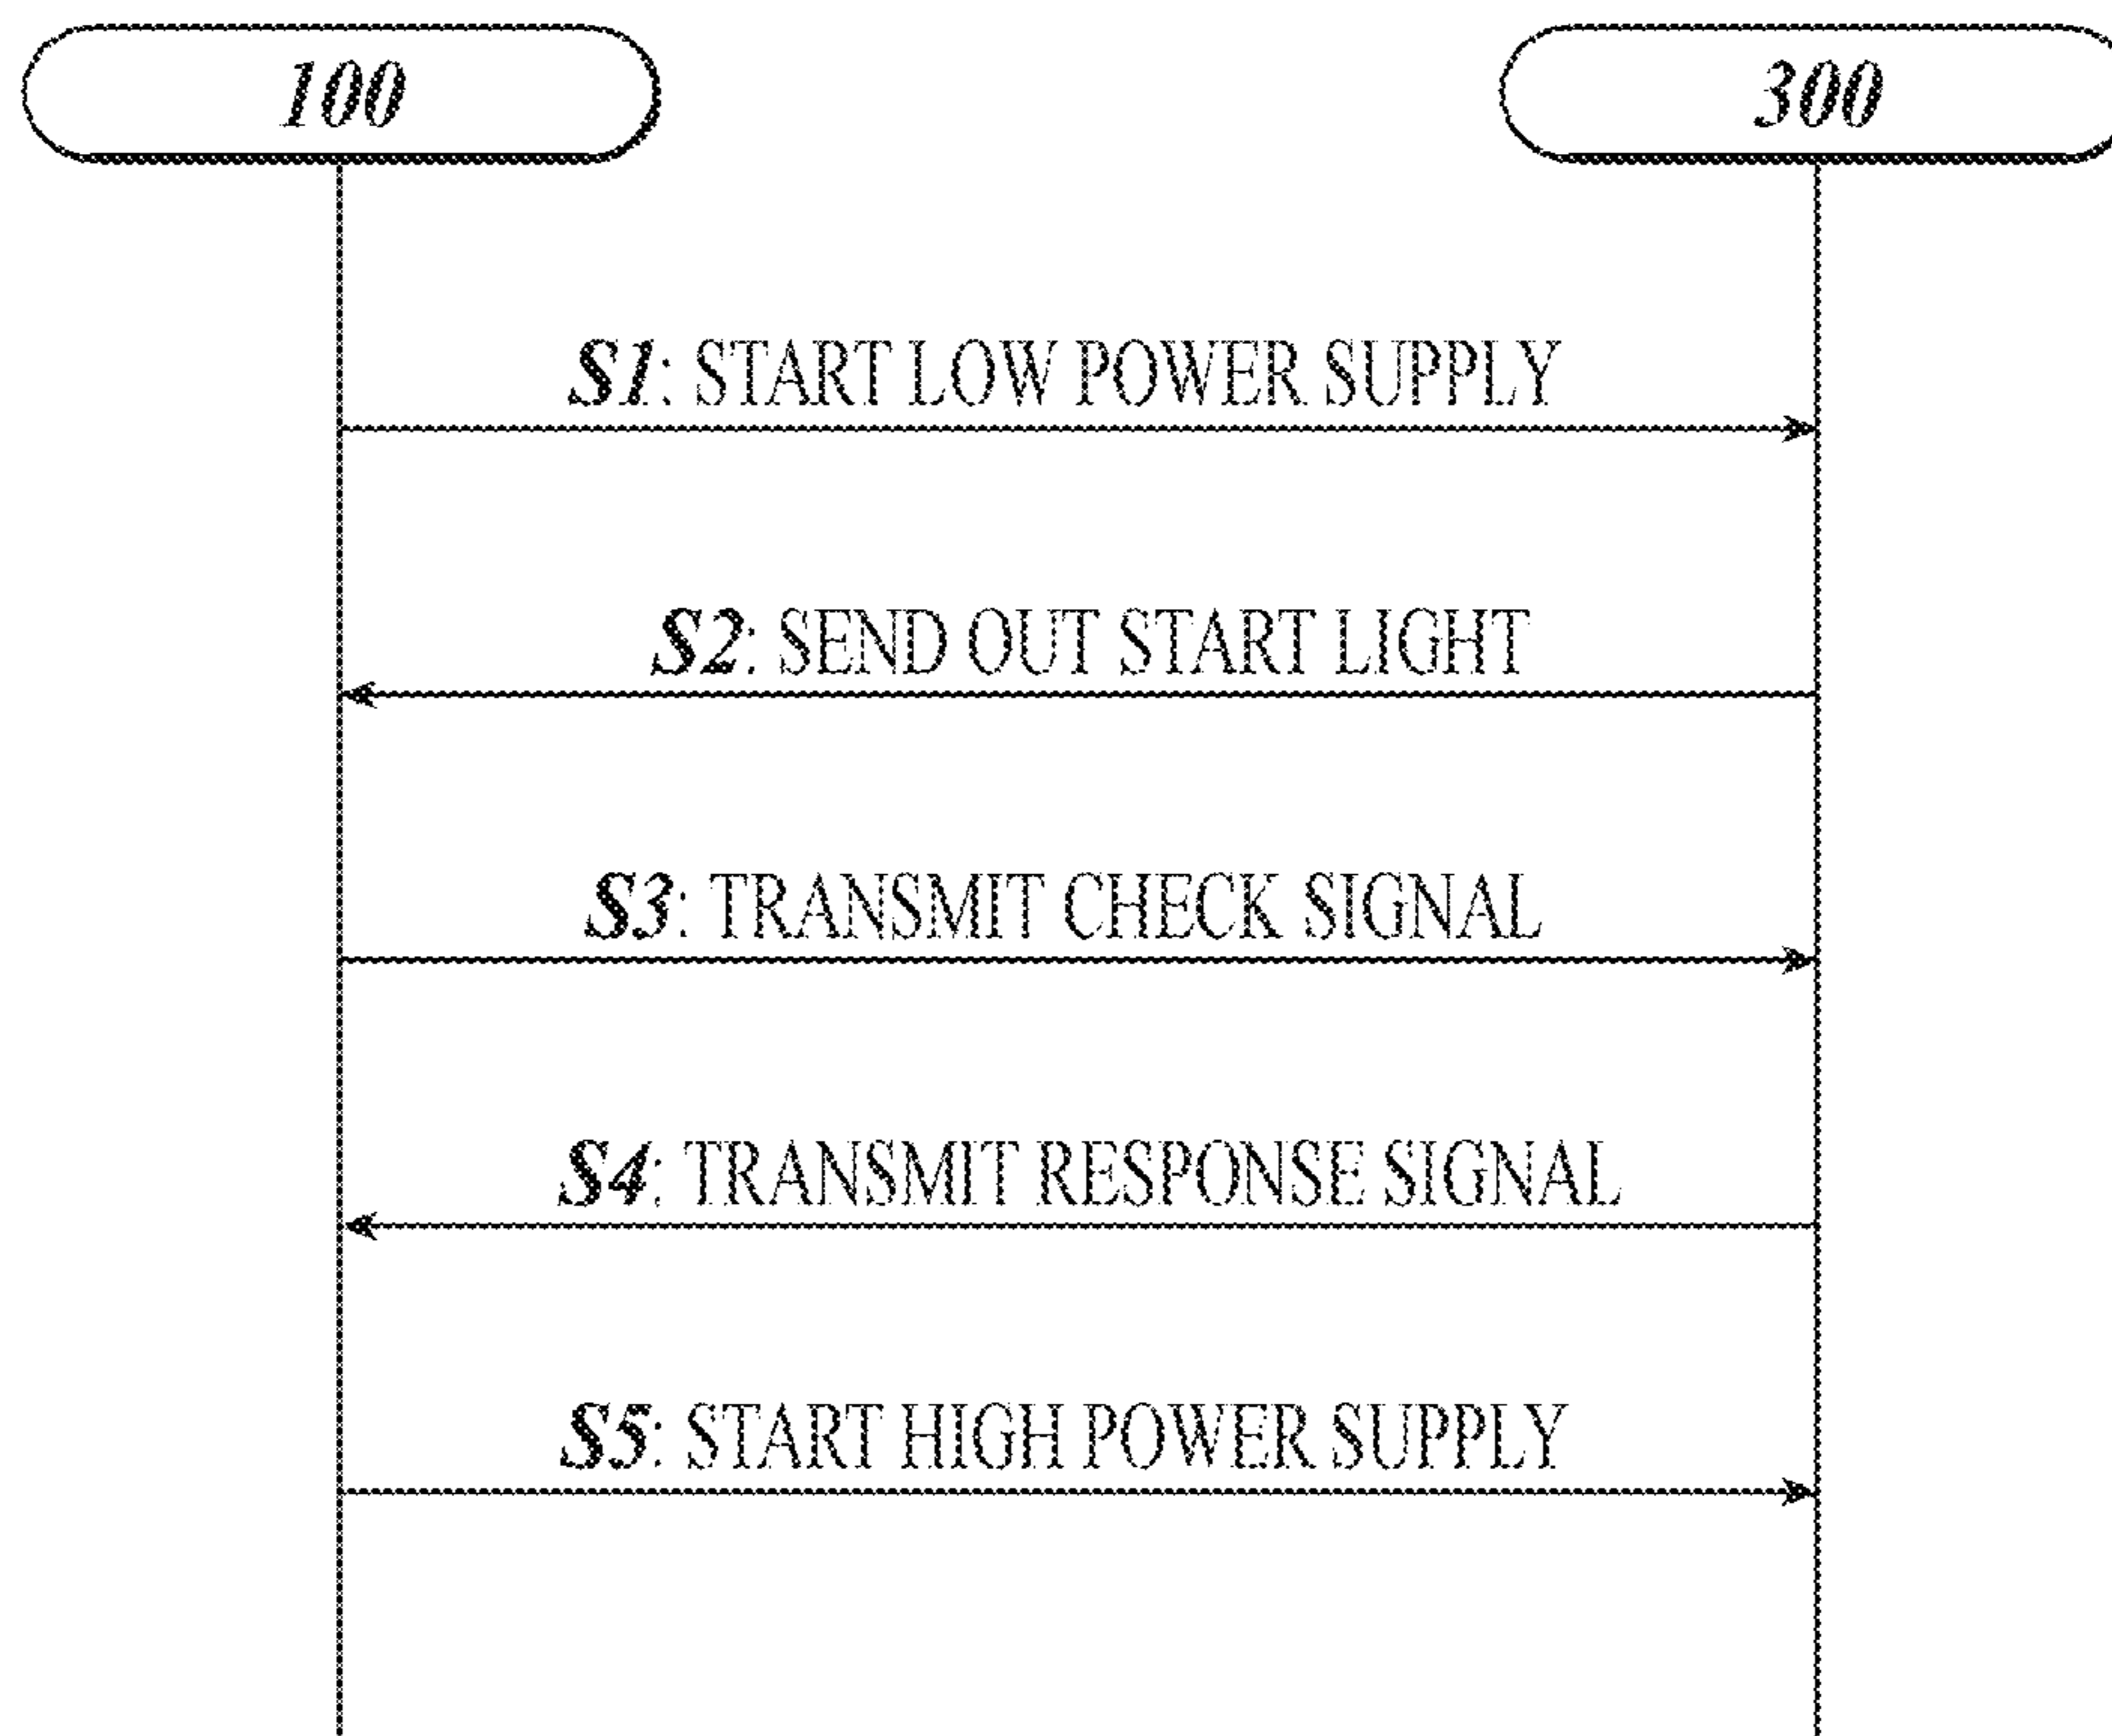 100
300
S1: START LOW POWER SUPPLY
S2: SEND OUT START LIGHT
S3: TRANSMIT CHECK SIGNAL
S4: TRANSMIT RESPONSE SIGNAL
S5: START HIGH POWER SUPPLY